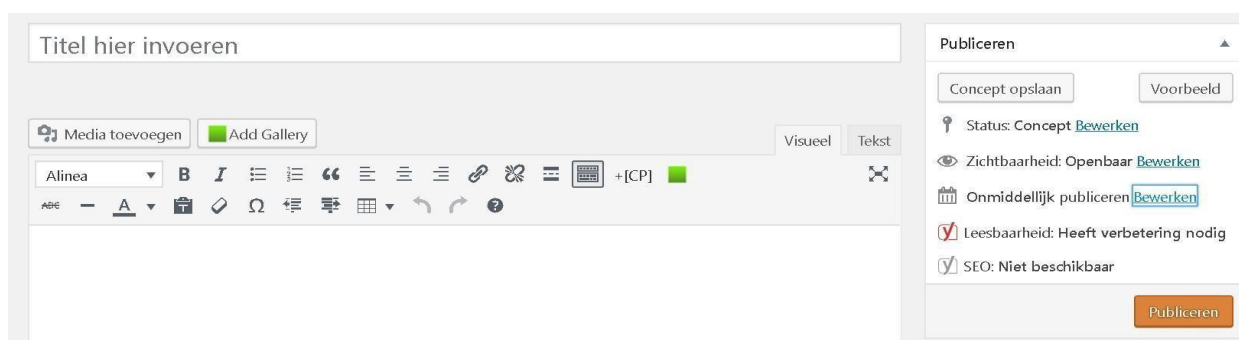 Titel hier invoeren
Media toevoegen Add Gallery
Visueel Tekst
Alinea B I +[CP]
ABC A Ω
Publiceren
Concept opslaan Voorbeeld
Status: Concept Bewerken
Zichtbaarheid: Openbaar Bewerken
Onmiddellijk publiceren Bewerken
Leesbaarheid: Heeft verbetering nodig
SEO: Niet beschikbaar
Publiceren